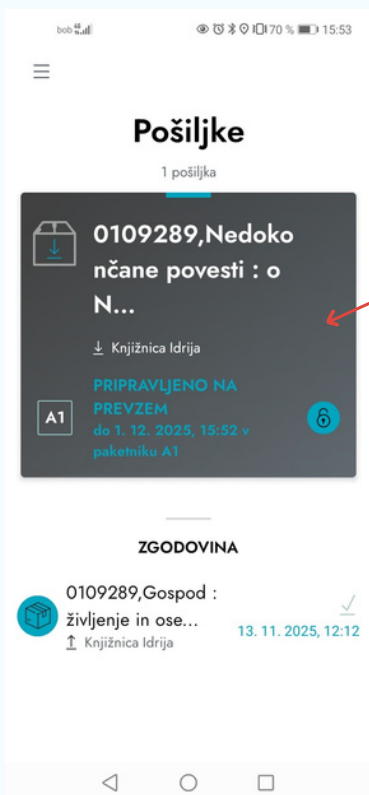 bob 4G 70 % 15:53
Pošiljke
1 pošiljka
0109289,Nedoko
nčane povesti : o
N...
Knjižnica Idrija
PRIPRAVLJENO NA
PREVZEM
A1
do 1. 12. 2025, 15:52 v
paketniku A1
ZGODOVINA
0109289,Gospod :
življenje in ose...
Knjižnica Idrija
13. 11. 2025, 12:12